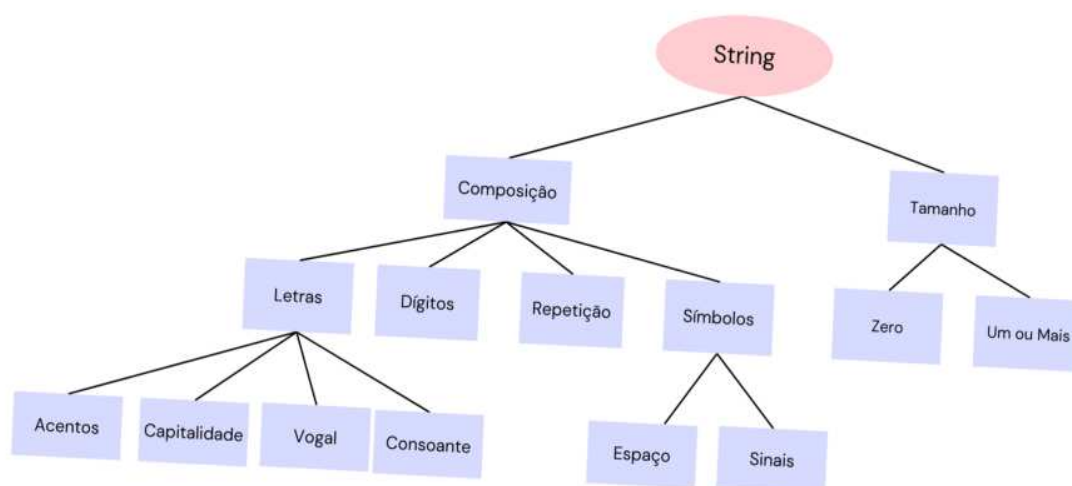 String
Composição
Tamanho
Letras
Dígitos
Repetição
Símbolos
Zero
Um ou Mais
Acentos
Capitalidade
Vogal
Consoante
Espaço
Sinais